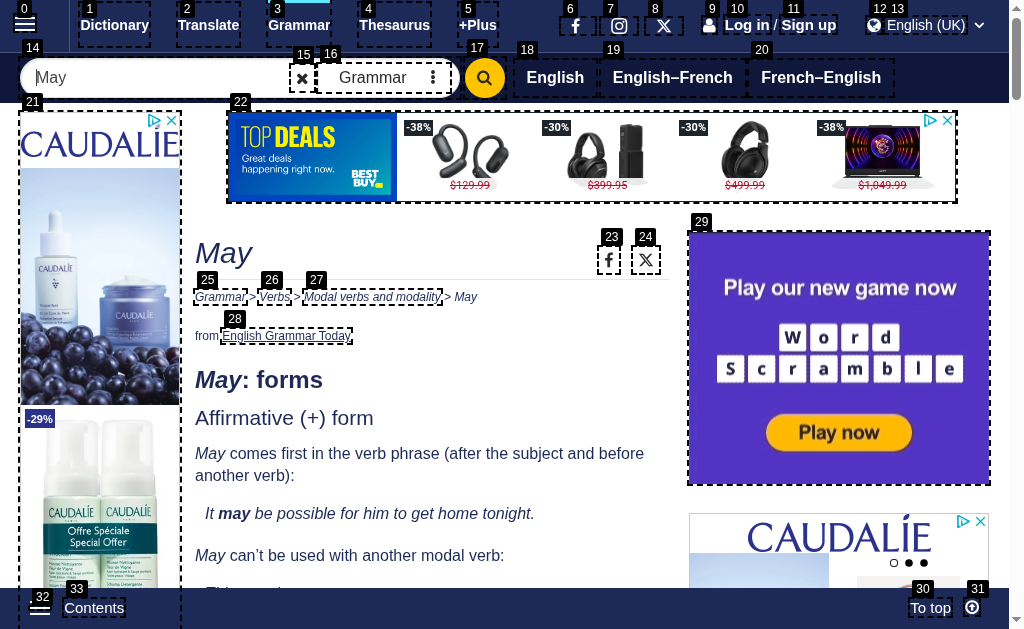 Dictionary Translate Grammar Thesaurus +Plus Log in / Sign up English (UK)
May Grammar English English–French French–English
CAUDALÍE
-29%
CAUDALÍE CAUDALÍE
Offre Spéciale
Special Offer
TOP DEALS
Great deals
happening right now.
BEST
BUY
-38% -30% -30% -38%
$129.99 $399.95 $499.99 $1,049.99
May
Grammar > Verbs > Modal verbs and modality > May
from English Grammar Today
May: forms
Affirmative (+) form
May comes first in the verb phrase (after the subject and before
another verb):
It may be possible for him to get home tonight.
May can’t be used with another modal verb:
Play our new game now
Word
Scramble
Play now
CAUDALÍE
Contents To top
0 1 2 3 4 5 6 7 8 9 10 11 12 13
14 15 16 17 18 19 20
21 22 23 24 25 26 27 28 29 30 31 32 33